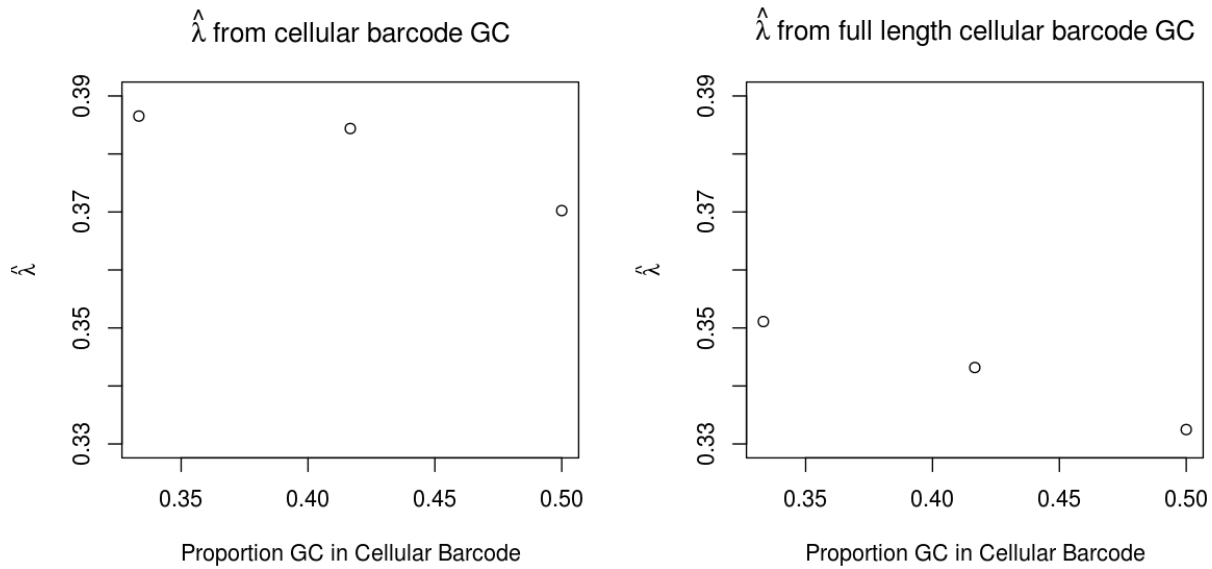 λ̂ from cellular barcode GC
0.39
0.37
0.35
0.33
λ̂
0.35 0.40 0.45 0.50
Proportion GC in Cellular Barcode
λ̂ from full length cellular barcode GC
0.39
0.37
0.35
0.33
λ̂
0.35 0.40 0.45 0.50
Proportion GC in Cellular Barcode